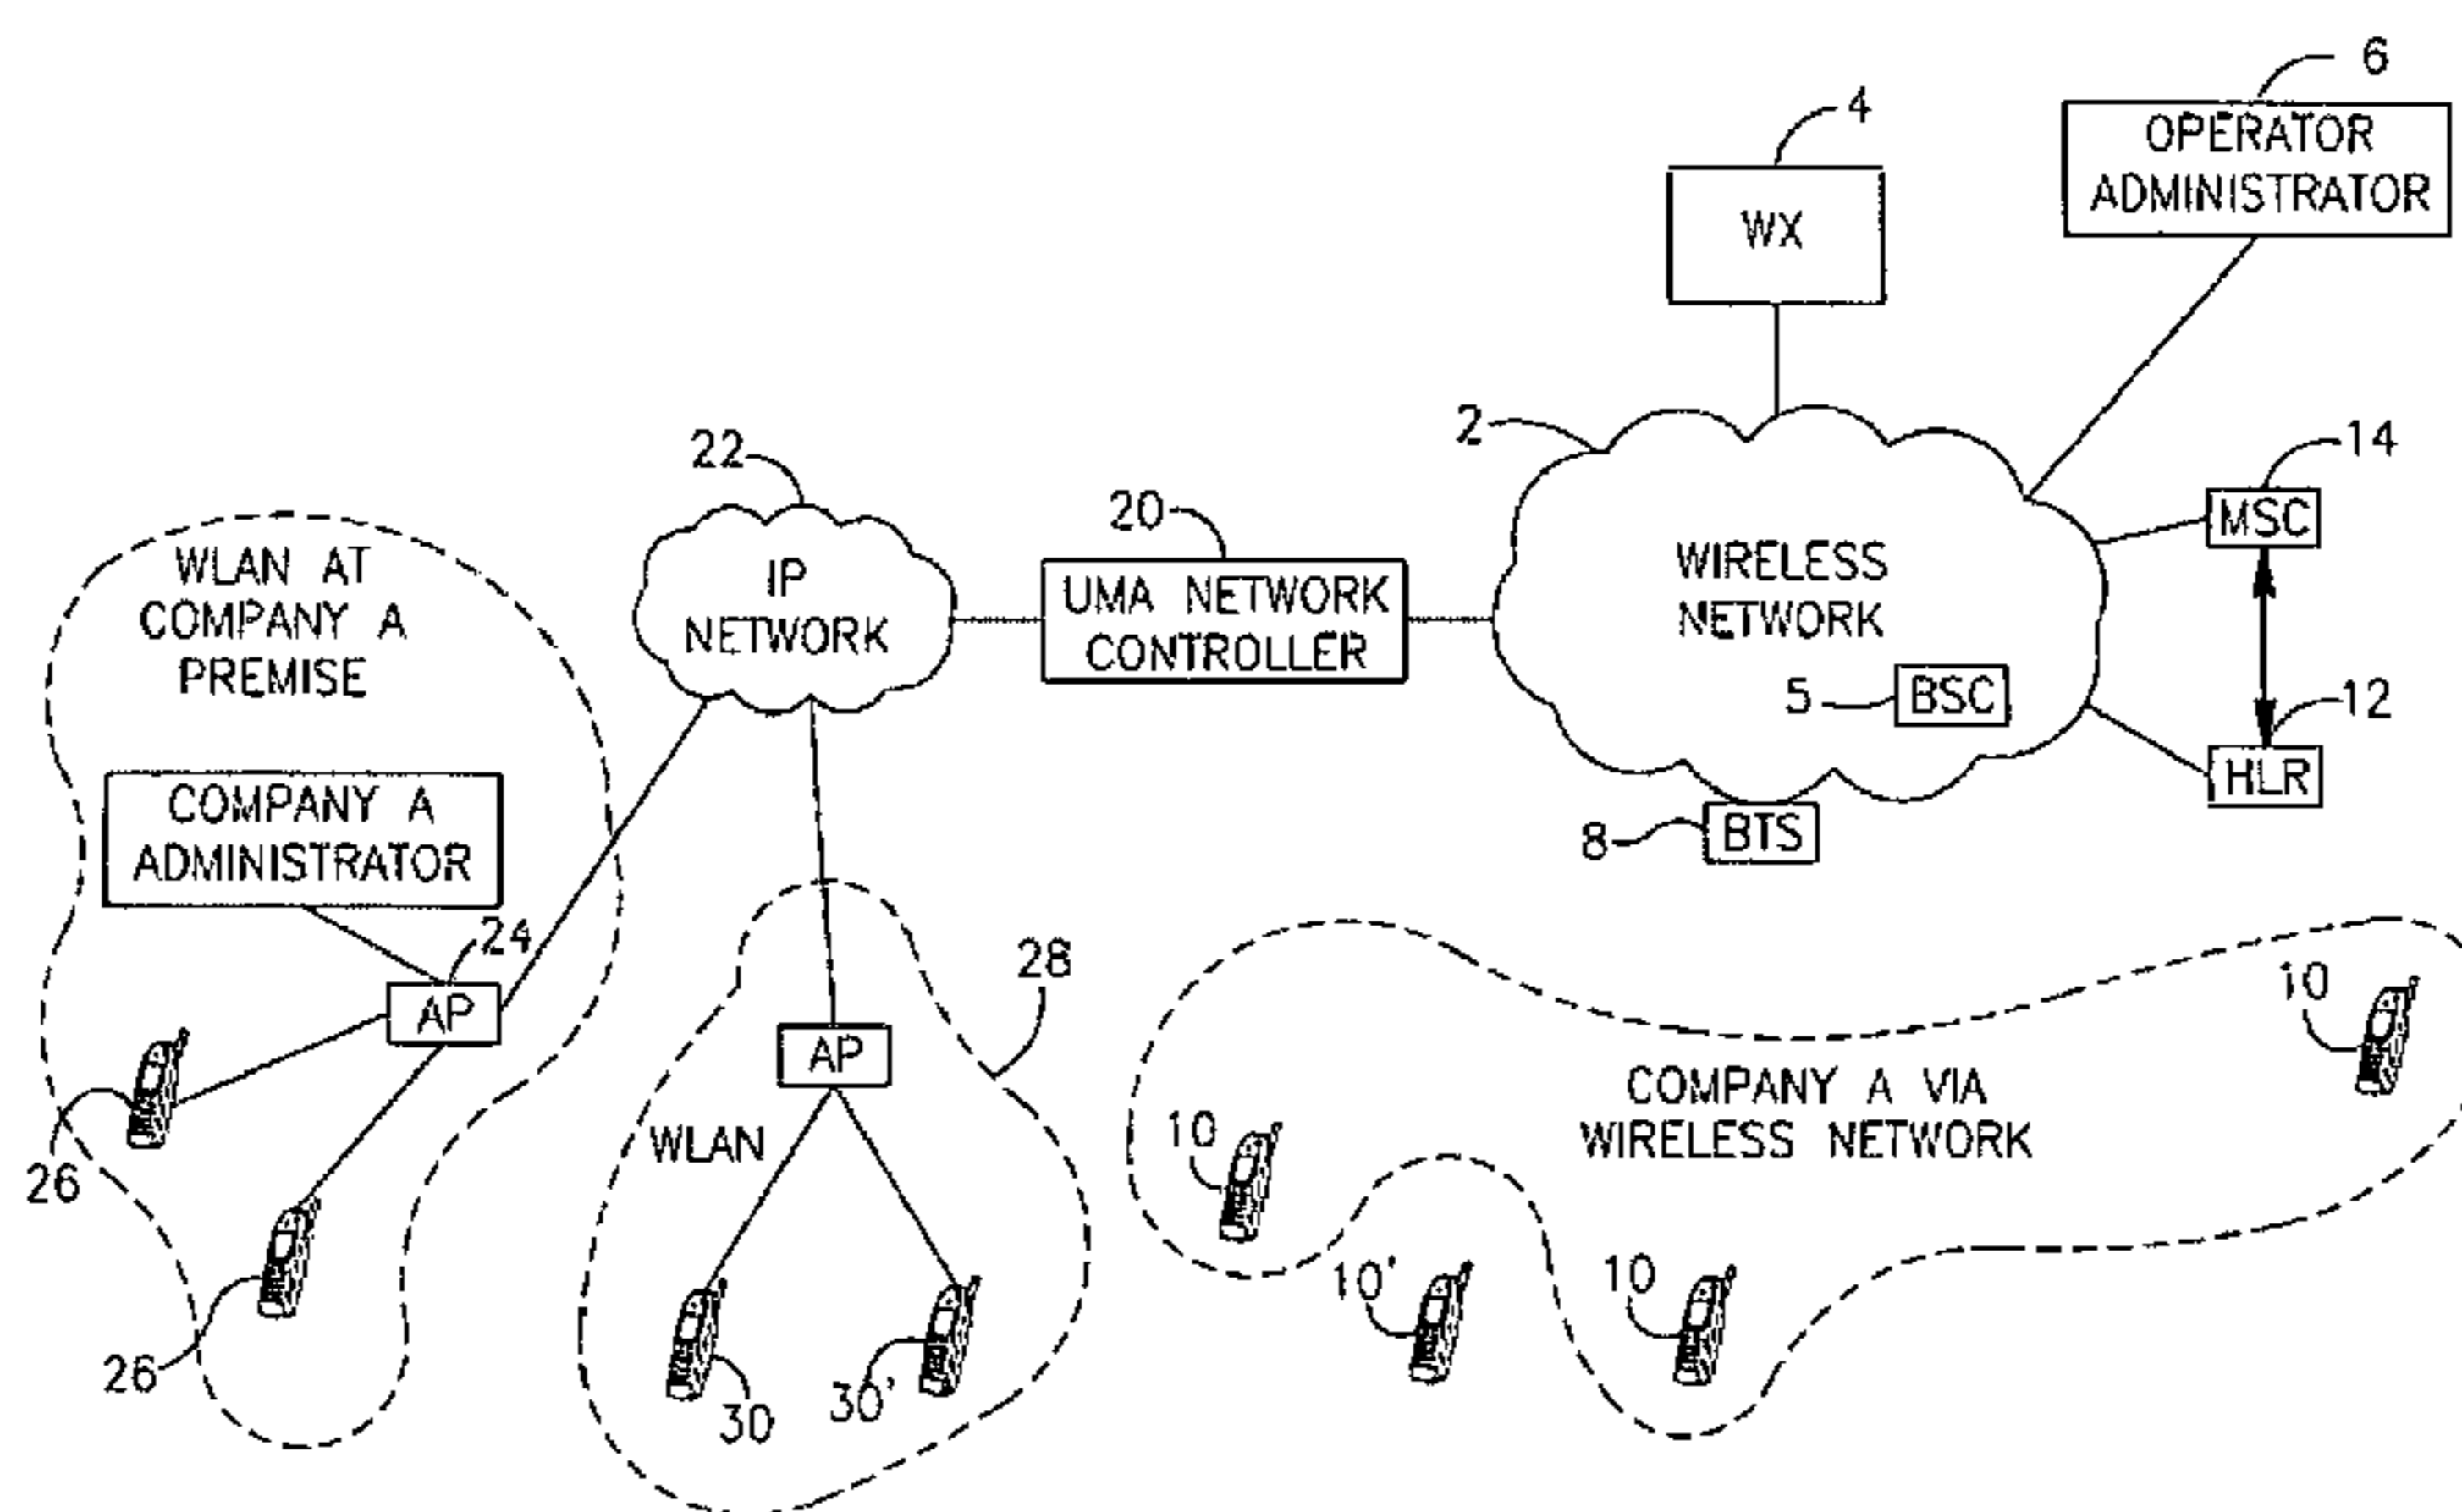 6
4
OPERATOR
ADMINISTRATOR
WX
2
14
22
20
MSC
IP
NETWORK
UMA NETWORK
CONTROLLER
WIRELESS
NETWORK
WLAN AT
COMPANY A
PREMISE
5
BSC
12
HLR
COMPANY A
ADMINISTRATOR
8
BTS
24
28
10
AP
AP
COMPANY A VIA
WIRELESS NETWORK
WLAN
10
26
10'
10
26
30
30'